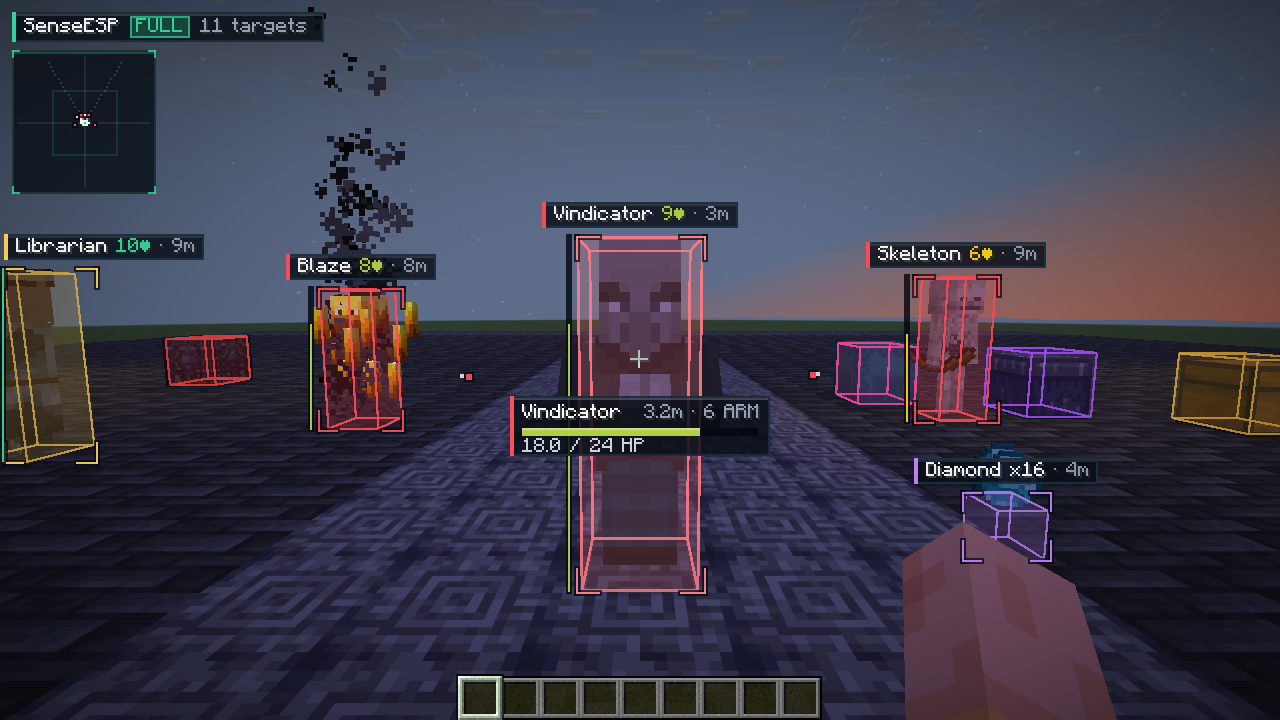 SenseESP FULL 11 targets
Vindicator 9♥ · 3m
Librarian 10♥ · 9m
Blaze 8♥ · 8m
Skeleton 6♥ · 9m
Vindicator 3.2m · 6 ARM
18.0 / 24 HP
Diamond x16 · 4m